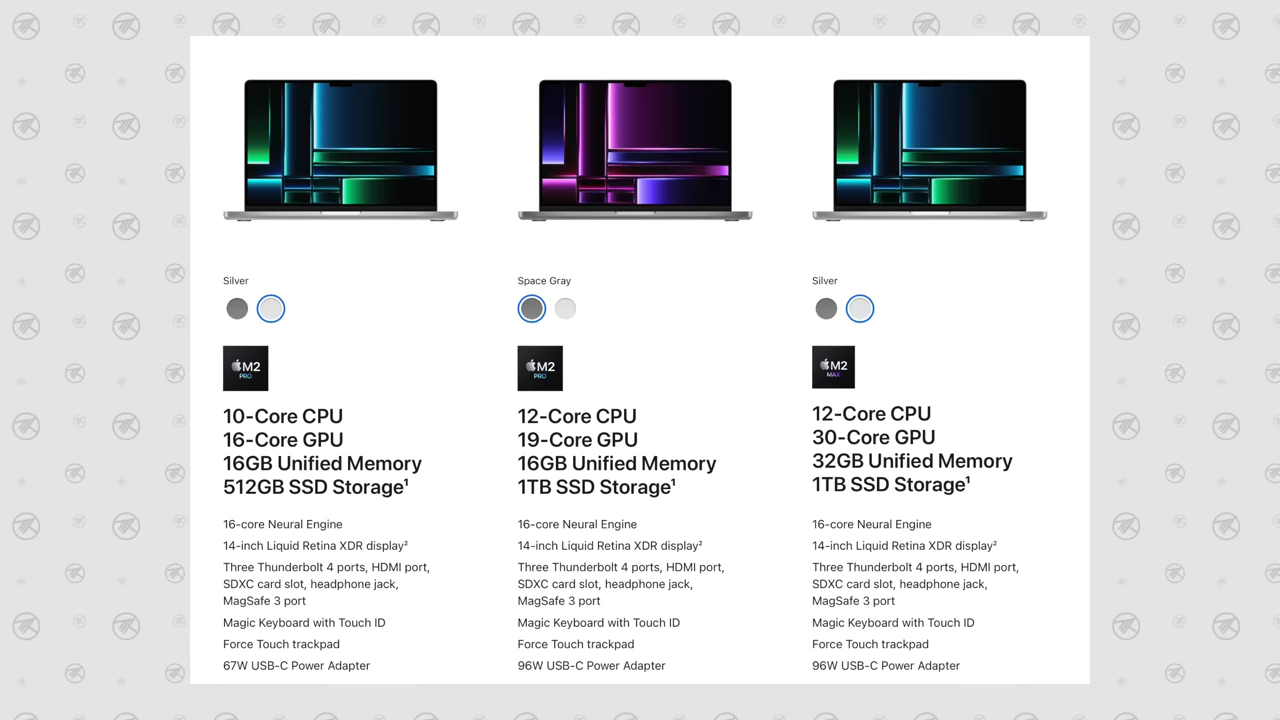 Silver
M2
PRO
10-Core CPU
16-Core GPU
16GB Unified Memory
512GB SSD Storage¹
16-core Neural Engine
14-inch Liquid Retina XDR display²
Three Thunderbolt 4 ports, HDMI port,
SDXC card slot, headphone jack,
MagSafe 3 port
Magic Keyboard with Touch ID
Force Touch trackpad
67W USB-C Power Adapter
Space Gray
M2
PRO
12-Core CPU
19-Core GPU
16GB Unified Memory
1TB SSD Storage¹
16-core Neural Engine
14-inch Liquid Retina XDR display²
Three Thunderbolt 4 ports, HDMI port,
SDXC card slot, headphone jack,
MagSafe 3 port
Magic Keyboard with Touch ID
Force Touch trackpad
96W USB-C Power Adapter
Silver
M2
MAX
12-Core CPU
30-Core GPU
32GB Unified Memory
1TB SSD Storage¹
16-core Neural Engine
14-inch Liquid Retina XDR display²
Three Thunderbolt 4 ports, HDMI port,
SDXC card slot, headphone jack,
MagSafe 3 port
Magic Keyboard with Touch ID
Force Touch trackpad
96W USB-C Power Adapter